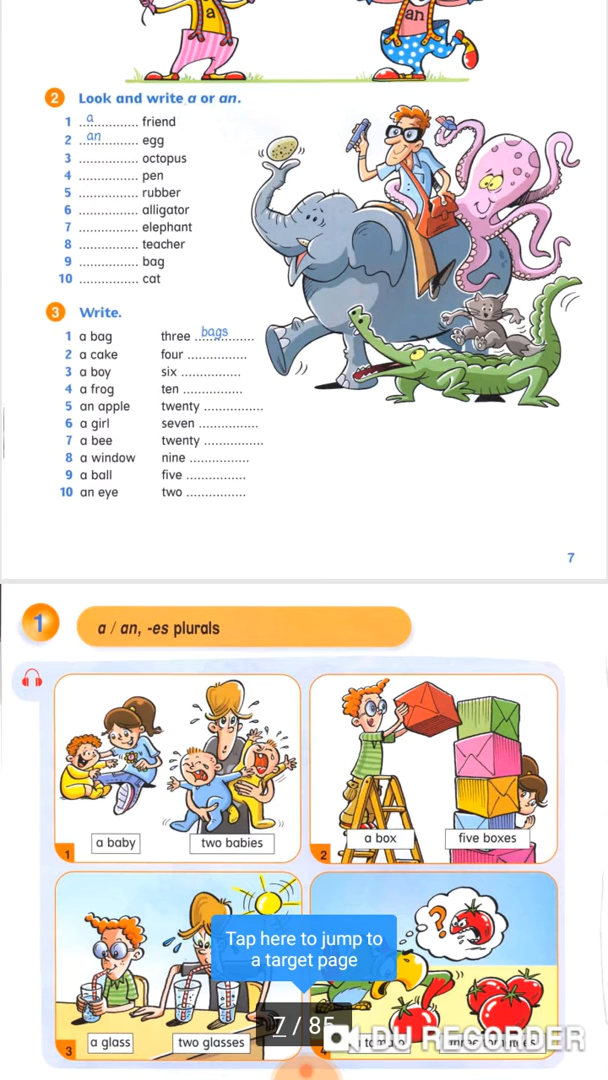 a
an
2 Look and write a or an.
1 a friend
2 an egg
3 .............. octopus
4 .............. pen
5 .............. rubber
6 .............. alligator
7 .............. elephant
8 .............. teacher
9 .............. bag
10 .............. cat
3 Write.
1 a bag three bags
2 a cake four ..............
3 a boy six ..............
4 a frog ten ..............
5 an apple twenty ..............
6 a girl seven ..............
7 a bee twenty ..............
8 a window nine ..............
9 a ball five ..............
10 an eye two ..............
7
1 a / an, -es plurals
a baby two babies
1
a box five boxes
2
?
a glass two glasses
3
Tap here to jump to
a target page
7 / 85
DU RECORDER